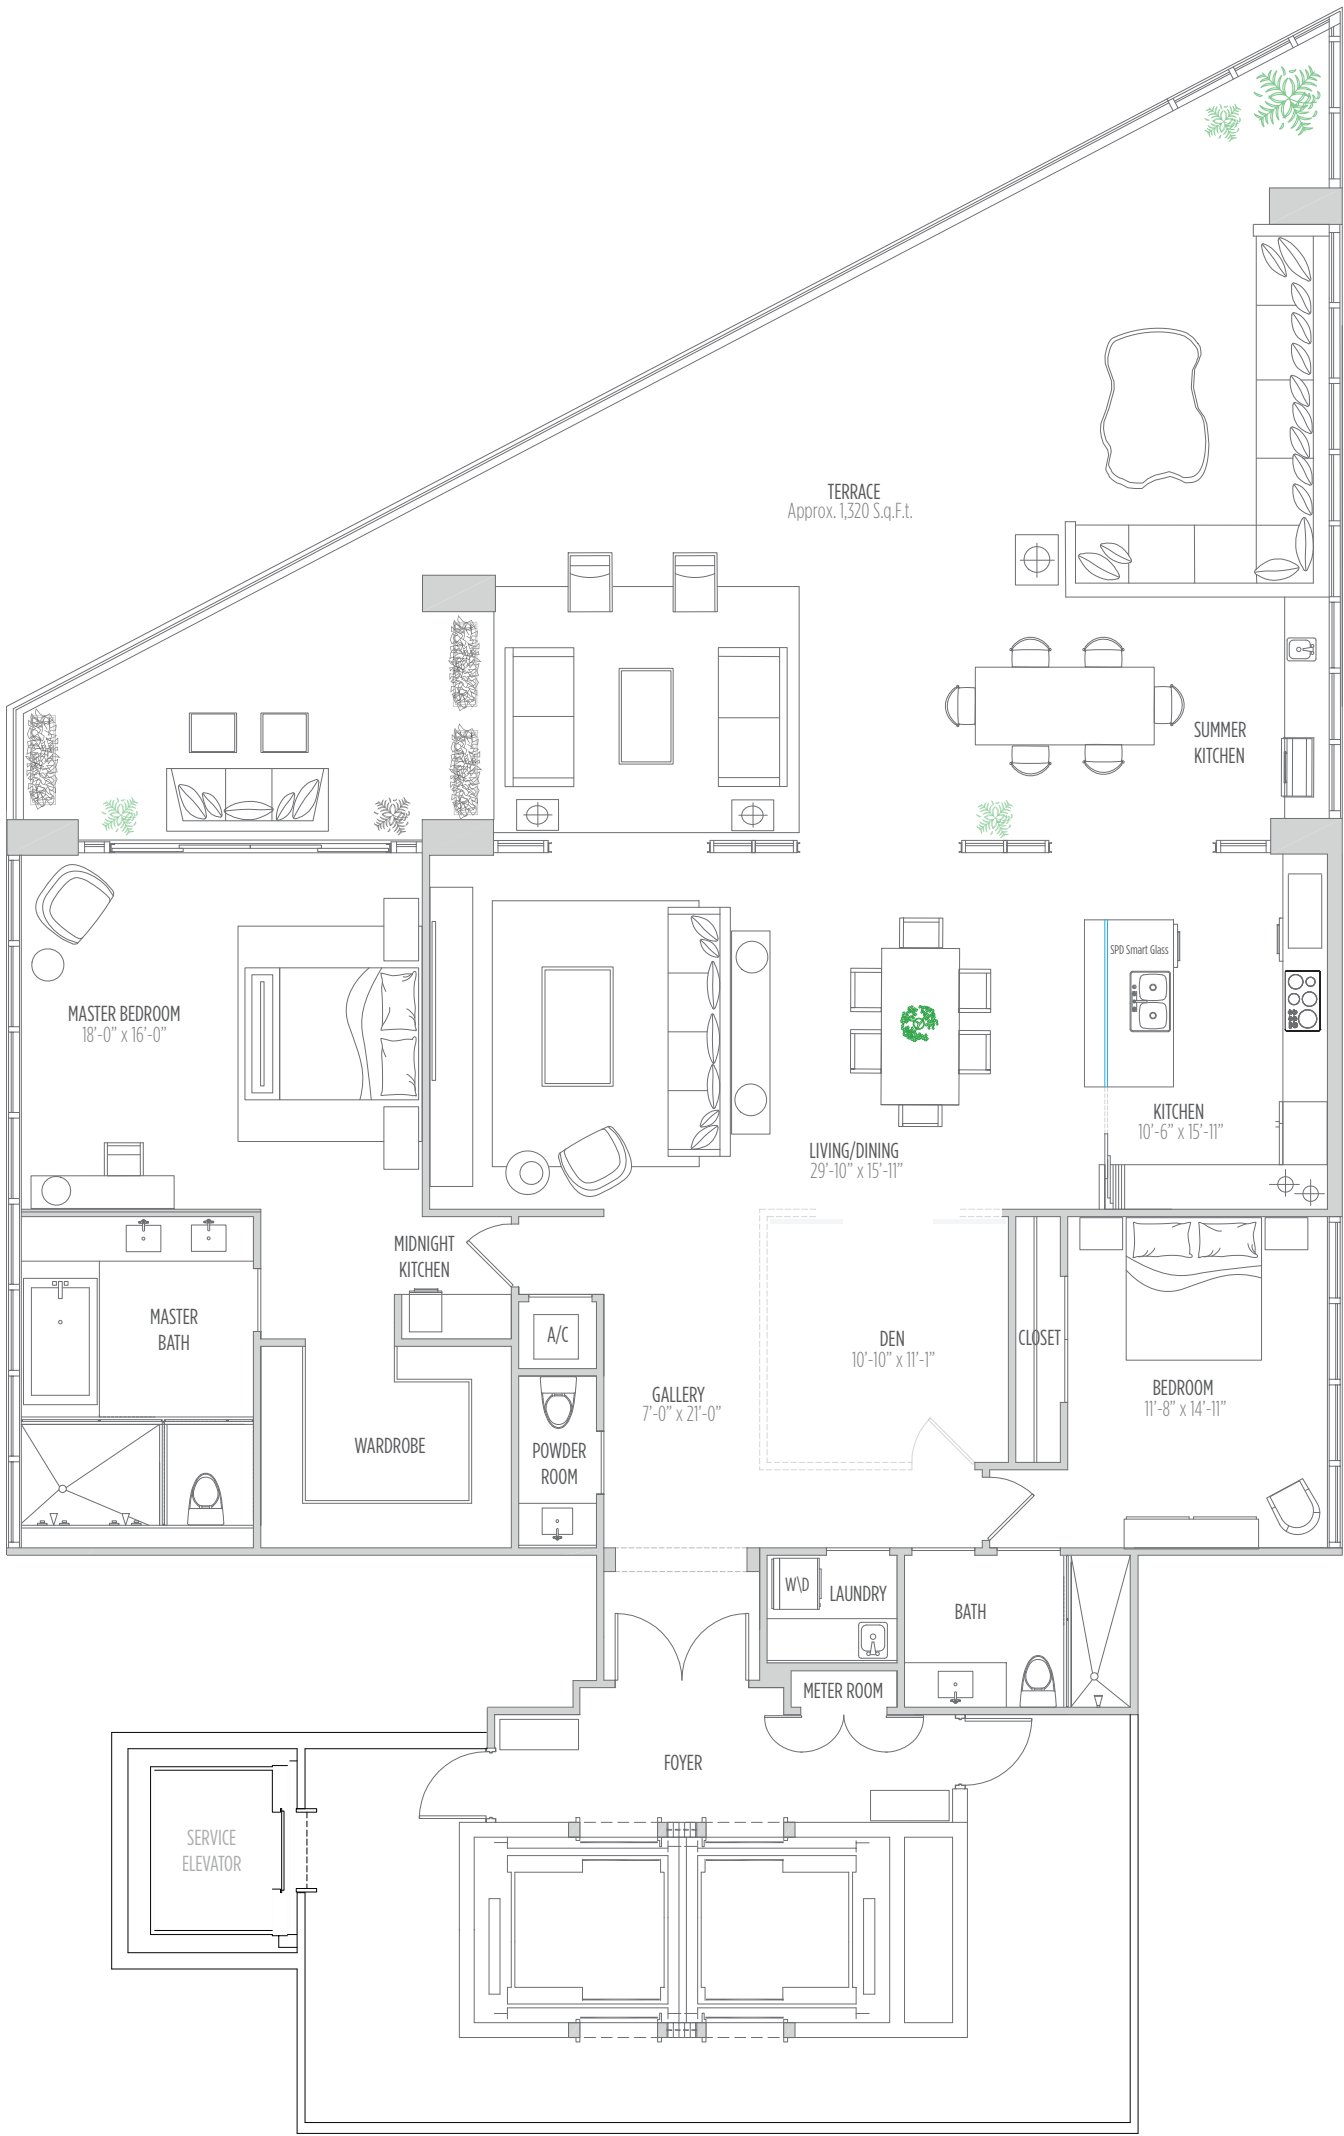 TERRACE
Approx. 1,320 S.q.F.t.
SUMMER
KITCHEN
SPD Smart Glass
MASTER BEDROOM
18'-0" x 16'-0"
KITCHEN
10'-6" x 15'-11"
LIVING/DINING
29'-10" x 15'-11"
MIDNIGHT
KITCHEN
MASTER
BATH
A/C
DEN
10'-10" x 11'-1"
CLOSET
GALLERY
7'-0" x 21'-0"
BEDROOM
11'-8" x 14'-11"
WARDROBE
POWDER
ROOM
W\D
LAUNDRY
BATH
METER ROOM
FOYER
SERVICE
ELEVATOR